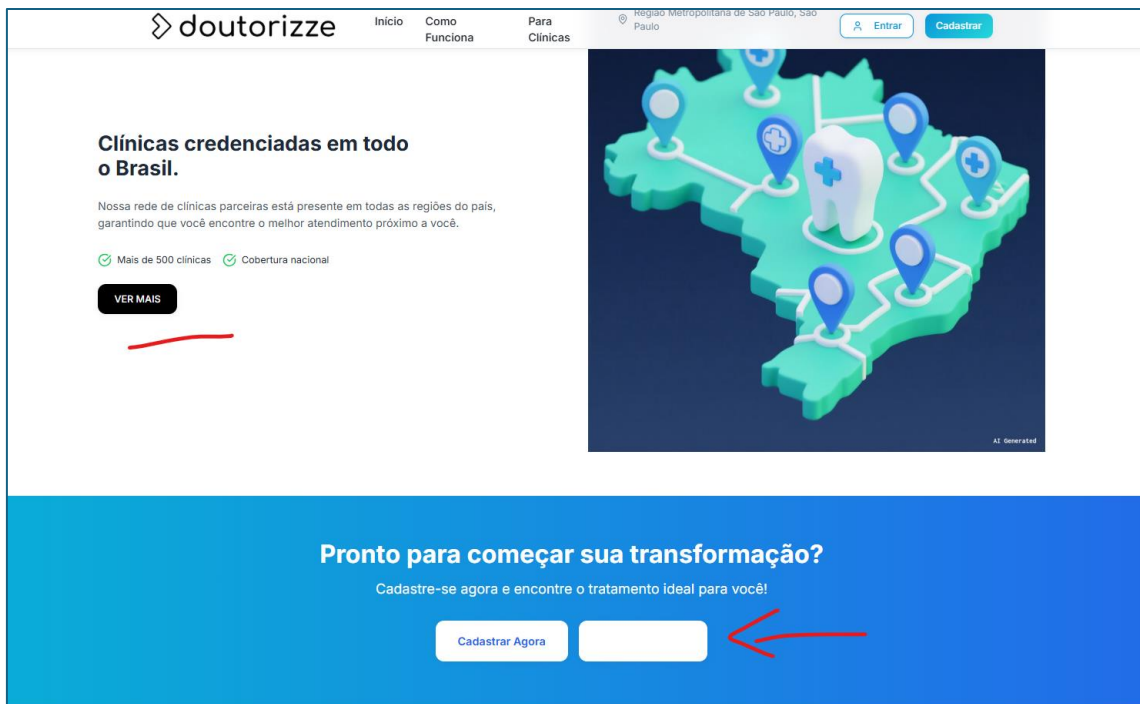 doutorizze
Início
Como
Funciona
Para
Clínicas
Região Metropolitana de São Paulo, São
Paulo
Entrar
Cadastrar
Clínicas credenciadas em todo
o Brasil.
Nossa rede de clínicas parceiras está presente em todas as regiões do país,
garantindo que você encontre o melhor atendimento próximo a você.
Mais de 500 clínicas
Cobertura nacional
VER MAIS
AI Generated
Pronto para começar sua transformação?
Cadastre-se agora e encontre o tratamento ideal para você!
Cadastrar Agora